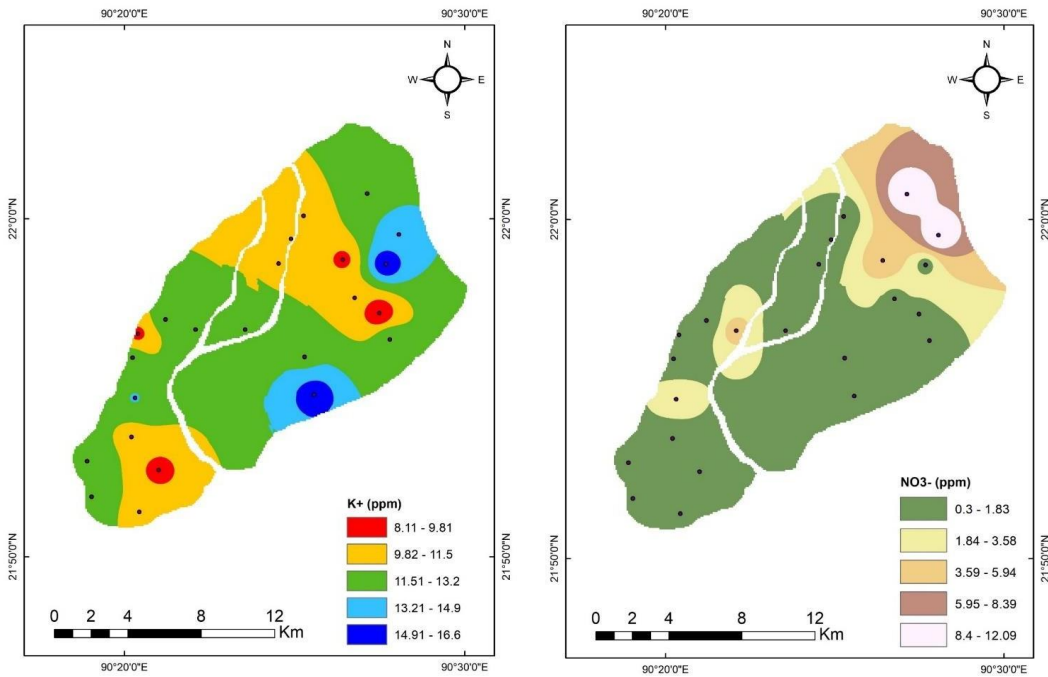 90°20'0"E
90°30'0"E
N
W
E
S
22°0'0"N
22°0'0"N
21°50'0"N
21°50'0"N
K+ (ppm)
8.11 - 9.81
9.82 - 11.5
11.51 - 13.2
13.21 - 14.9
14.91 - 16.6
0 2 4 8 12
Km
90°20'0"E
90°30'0"E
90°20'0"E
90°30'0"E
N
W
E
S
22°0'0"N
22°0'0"N
21°50'0"N
21°50'0"N
NO3- (ppm)
0.3 - 1.83
1.84 - 3.58
3.59 - 5.94
5.95 - 8.39
8.4 - 12.09
0 2 4 8 12
Km
90°20'0"E
90°30'0"E